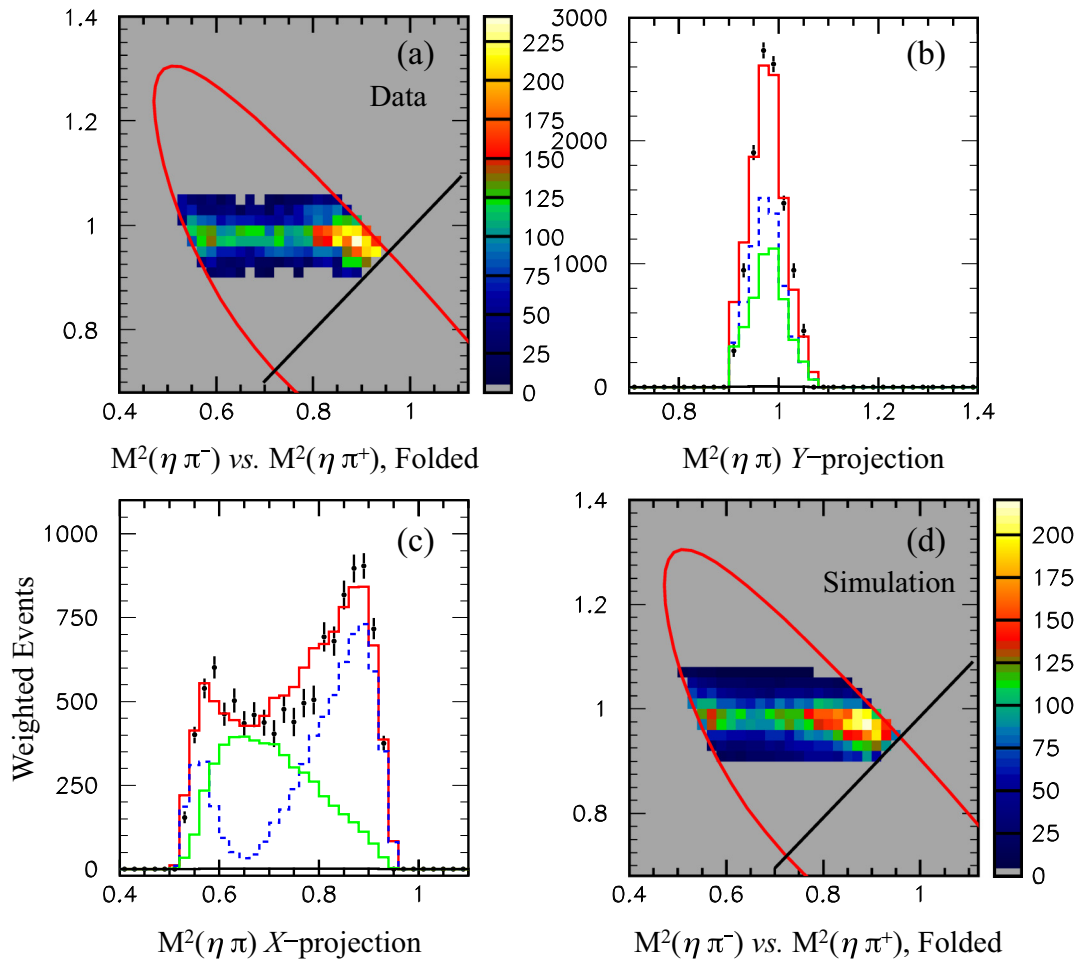 (a)
Data
1.4
1.2
1
0.8
0.4 0.6 0.8 1
225
200
175
150
125
100
75
50
25
0
M²(η π⁻) vs. M²(η π⁺), Folded
(b)
3000
2000
1000
0
0.8 1 1.2 1.4
M²(η π) Y−projection
(c)
Weighted Events
1000
750
500
250
0
0.4 0.6 0.8 1
M²(η π) X−projection
(d)
Simulation
1.4
1.2
1
0.8
0.4 0.6 0.8 1
200
175
150
125
100
75
50
25
0
M²(η π⁻) vs. M²(η π⁺), Folded